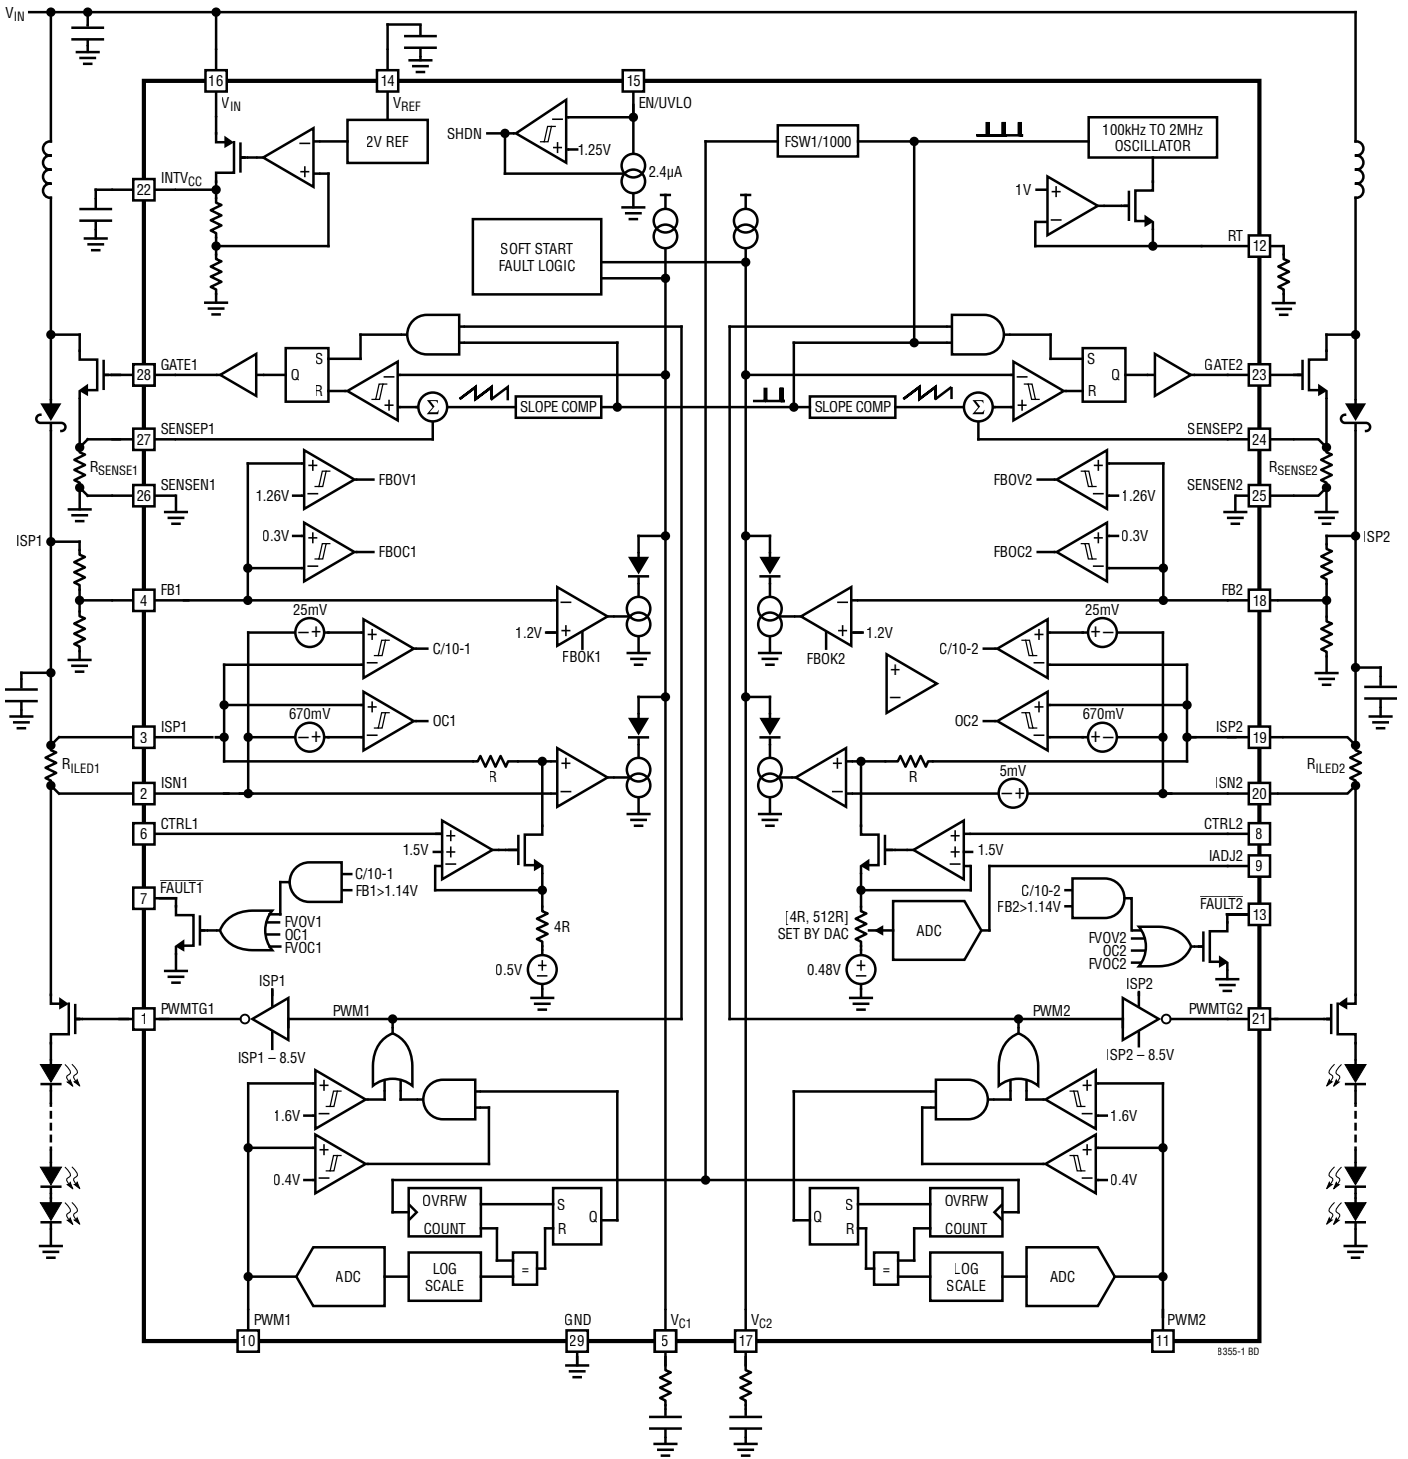 VIN
16
14
15
VIN
VREF
EN/UVLO
SHDN
2V REF
1.25V
2.4µA
FSW1/1000
100kHz TO 2MHz
OSCILLATOR
1V
22
INTVCC
SOFT START
FAULT LOGIC
RT
12
28
GATE1
Q
S
R
Σ
SLOPE COMP
SLOPE COMP
Σ
S
R
Q
GATE2
23
27
SENSEP1
SENSEP2
24
RSENSE1
RSENSE2
26
SENSEN1
SENSEN2
25
1.26V
FBOV1
FBOV2
1.26V
0.3V
FBOC1
FBOC2
0.3V
ISP1
ISP2
4
FB1
FB2
18
25mV
1.2V
FBOK1
1.2V
FBOK2
25mV
C/10-1
C/10-2
670mV
OC1
OC2
670mV
3
ISP1
ISP2
19
RILED1
RILED2
R
R
5mV
2
ISN1
ISN2
20
6
CTRL1
CTRL2
8
1.5V
1.5V
IADJ2
9
7
FAULT1
C/10-1
FB1>1.14V
FVOV1
OC1
FVOC1
4R
0.5V
[4R, 512R]
SET BY DAC
ADC
0.48V
C/10-2
FB2>1.14V
FAULT2
13
FVOV2
OC2
FVOC2
ISP1
ISP2
1
PWMTG1
PWM1
PWM2
PWMTG2
21
ISP1 – 8.5V
ISP2 – 8.5V
1.6V
1.6V
0.4V
0.4V
OVRFW
COUNT
S
R
Q
Q
S
R
OVRFW
COUNT
ADC
LOG
SCALE
=
=
LOG
SCALE
ADC
PWM1
10
GND
29
VC1
5
VC2
17
PWM2
11
8355-1 BD